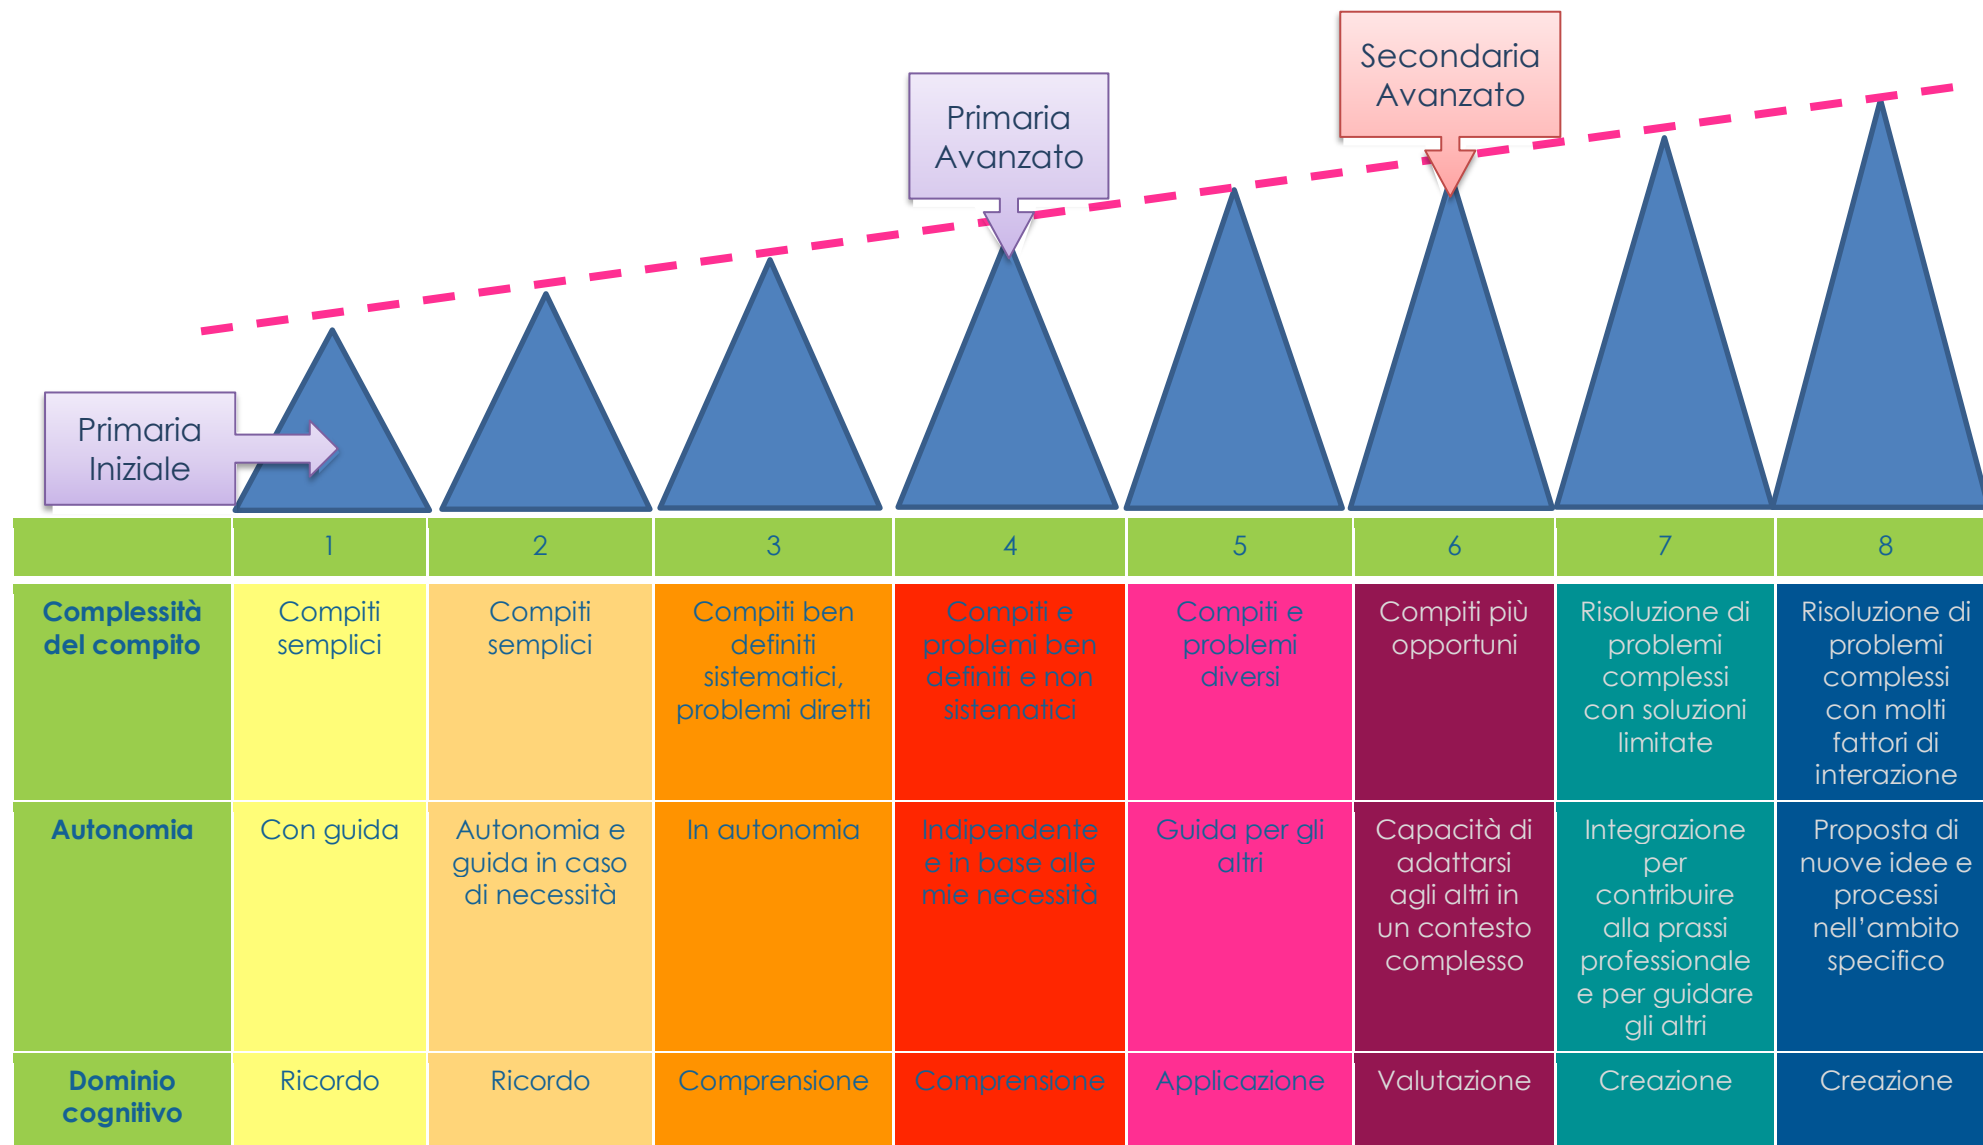 Secondaria
Avanzato
Primaria
Avanzato
Primaria
Iniziale
1
2
3
4
5
6
7
8
Complessità
del compito
Compiti
semplici
Compiti
semplici
Compiti ben
definiti
sistematici,
problemi diretti
Compiti e
problemi ben
definiti e non
sistematici
Compiti e
problemi
diversi
Compiti più
opportuni
Risoluzione di
problemi
complessi
con soluzioni
limitate
Risoluzione di
problemi
complessi
con molti
fattori di
interazione
Autonomia
Con guida
Autonomia e
guida in caso
di necessità
In autonomia
Indipendente
e in base alle
mie necessità
Guida per gli
altri
Capacità di
adattarsi
agli altri in
un contesto
complesso
Integrazione
per
contribuire
alla prassi
professionale
e per guidare
gli altri
Proposta di
nuove idee e
processi
nell’ambito
specifico
Dominio
cognitivo
Ricordo
Ricordo
Comprensione
Comprensione
Applicazione
Valutazione
Creazione
Creazione